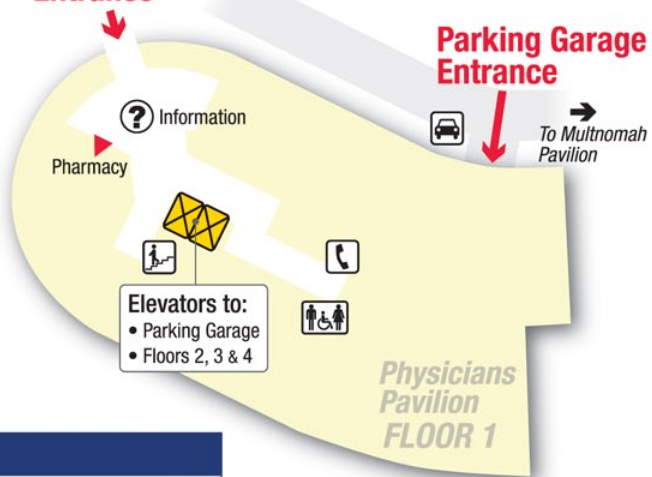 Entrance
Parking Garage
Entrance
? Information
To Multnomah
Pavilion
Pharmacy
Elevators to:
• Parking Garage
• Floors 2, 3 & 4
Physicians
Pavilion
FLOOR 1